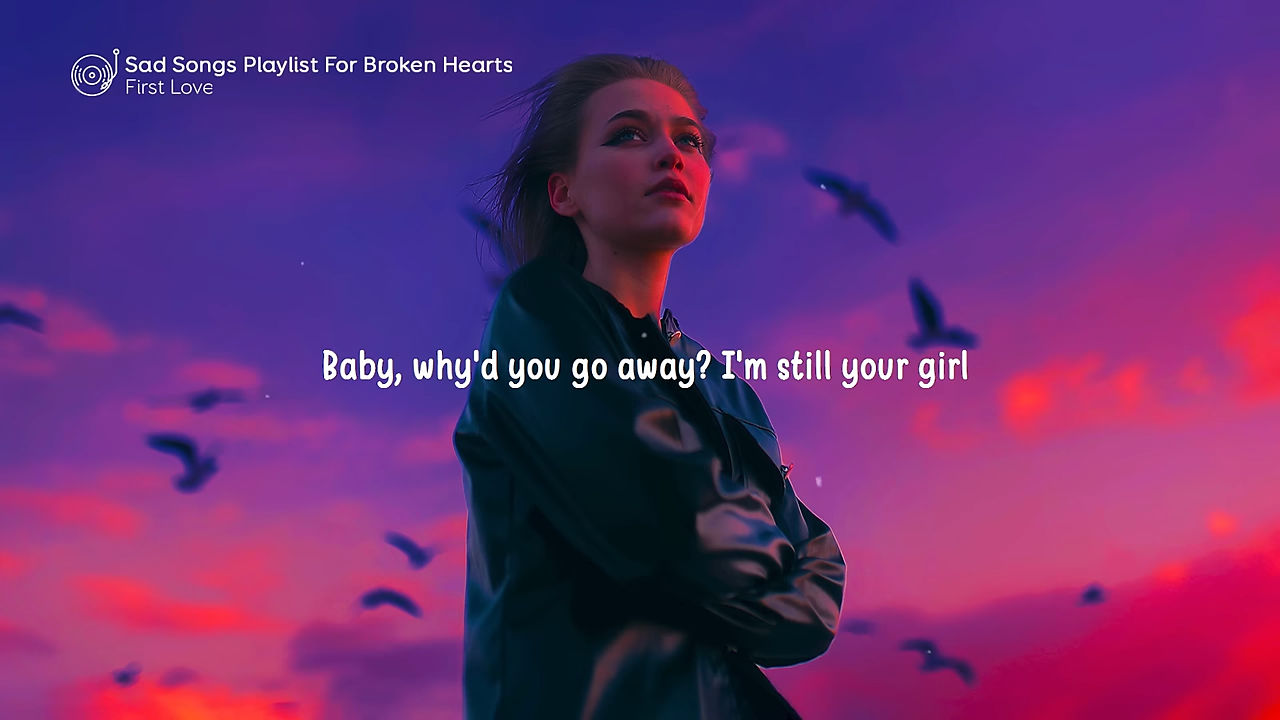 Sad Songs Playlist For Broken Hearts
First Love
Baby, why'd you go away? I'm still your girl